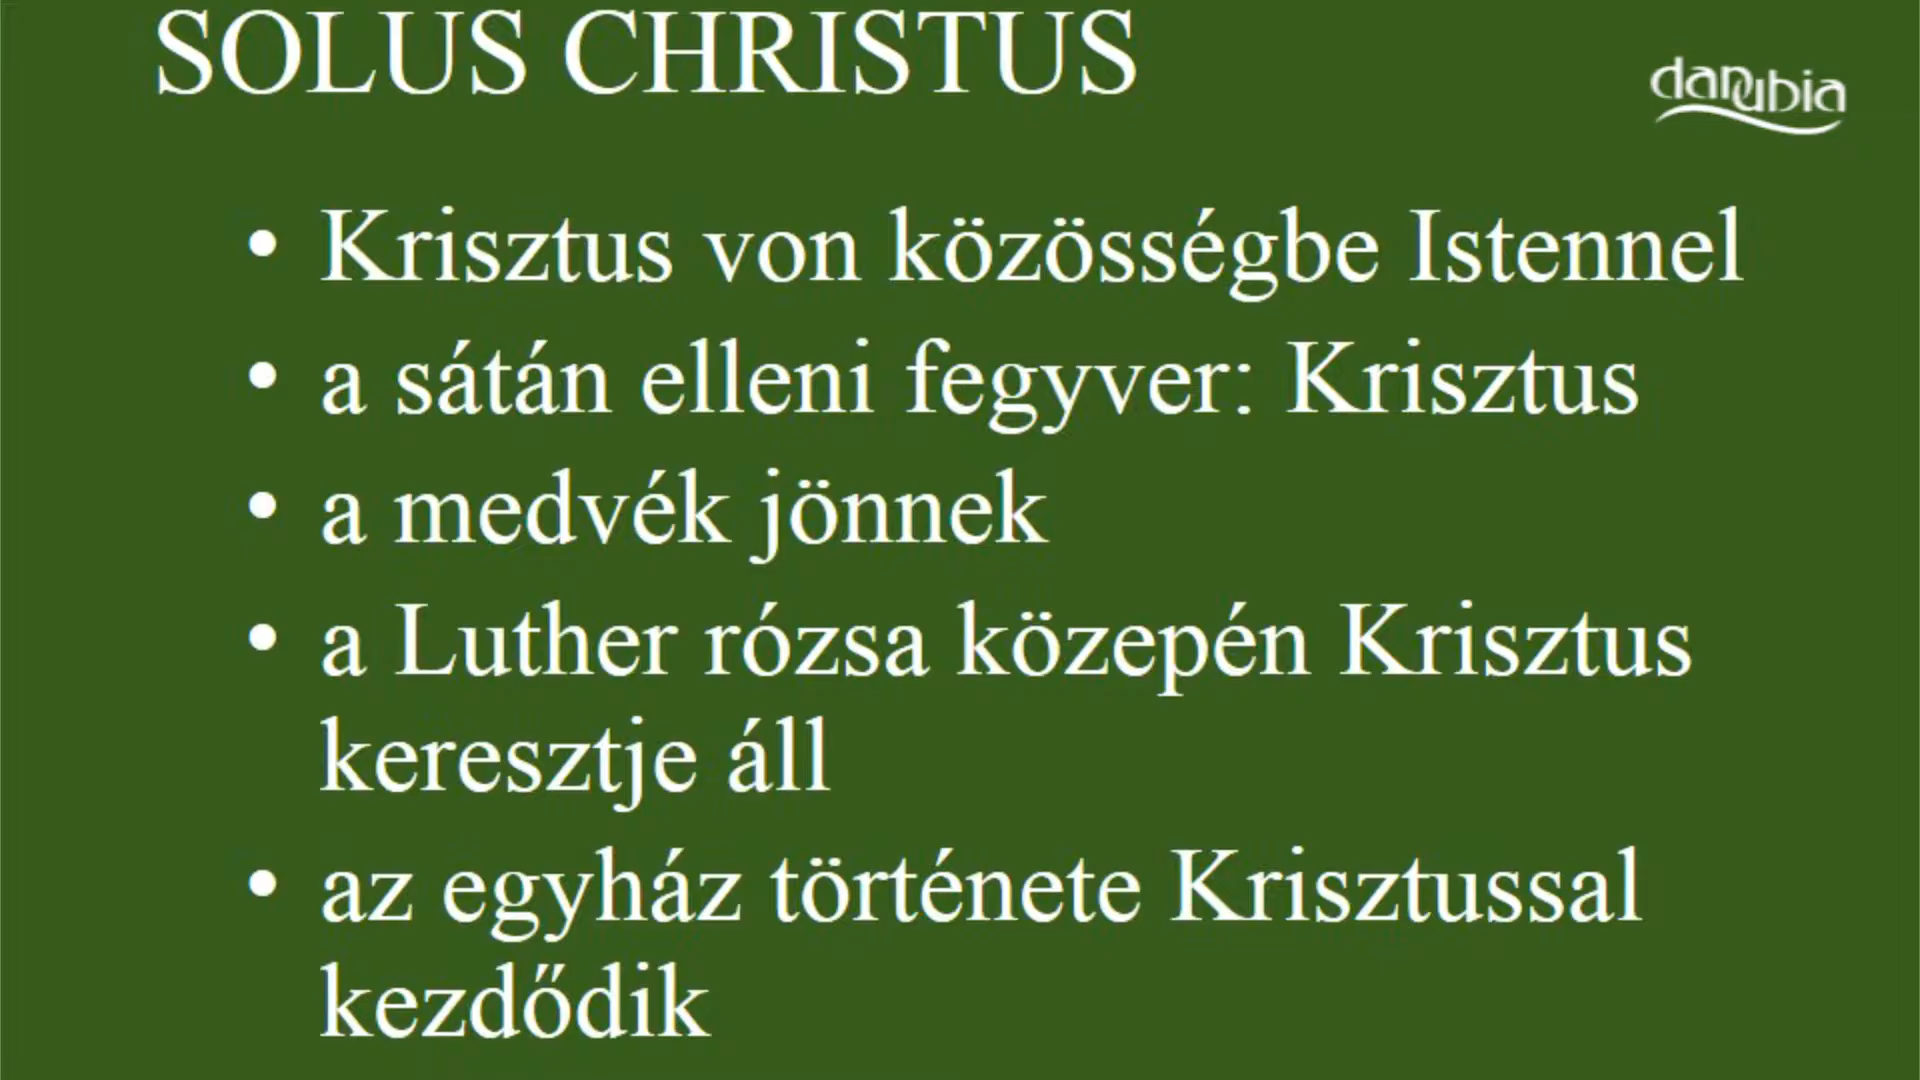 SOLUS CHRISTUS
danubia
• Krisztus von közösségbe Istennel
• a sátán elleni fegyver: Krisztus
• a medvék jönnek
• a Luther rózsa közepén Krisztus
keresztje áll
• az egyház története Krisztussal
kezdődik